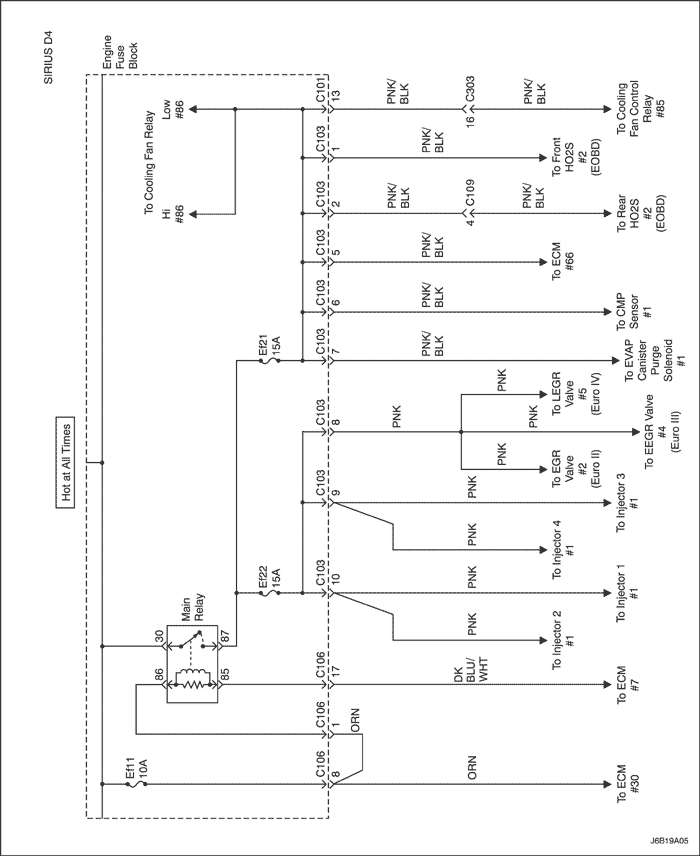 SIRIUS D4
Hot at All Times
Engine
Fuse
Block
Ef11
10A
86
30
Main
Relay
85
87
Ef22
15A
Ef21
15A
To Cooling Fan Relay
Hi
#86
Low
#86
C106
8
C106
1
C106
17
C103
10
C103
9
C103
8
C103
7
C103
6
C103
5
C103
2
C103
1
C101
13
ORN
ORN
DK
BLU/
WHT
PNK
PNK
PNK
PNK
PNK
PNK
PNK
PNK
PNK/
BLK
PNK/
BLK
PNK/
BLK
PNK/
BLK
4
C109
PNK/
BLK
PNK/
BLK
PNK/
BLK
16
C303
PNK/
BLK
To ECM
#30
To ECM
#7
To Injector 2
#1
To Injector 1
#1
To Injector 4
#1
To Injector 3
#1
To EGR
Valve
#2
(Euro II)
To EEGR Valve
#4
(Euro III)
To LEGR
Valve
#5
(Euro IV)
To EVAP
Canister
Purge
Solenoid
#1
To CMP
Sensor
#1
To ECM
#66
To Rear
HO2S
#2
(EOBD)
To Front
HO2S
#2
(EOBD)
To Cooling
Fan Control
Relay
#85
J6B19A05